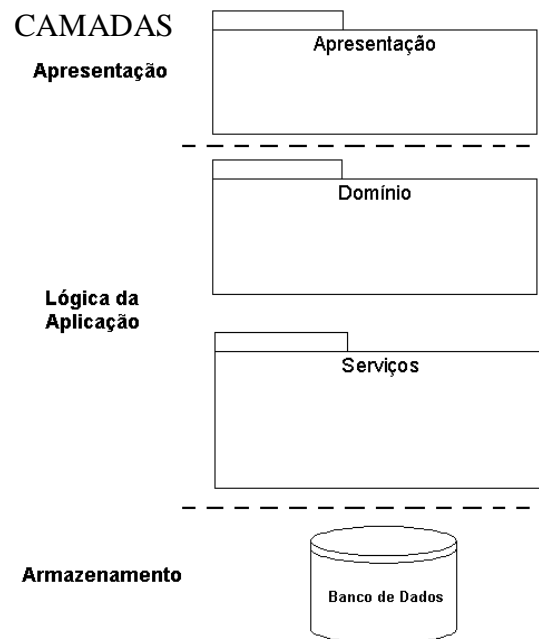 CAMADAS
Apresentação
Apresentação
Domínio
Lógica da
Aplicação
Serviços
Armazenamento
Banco de Dados